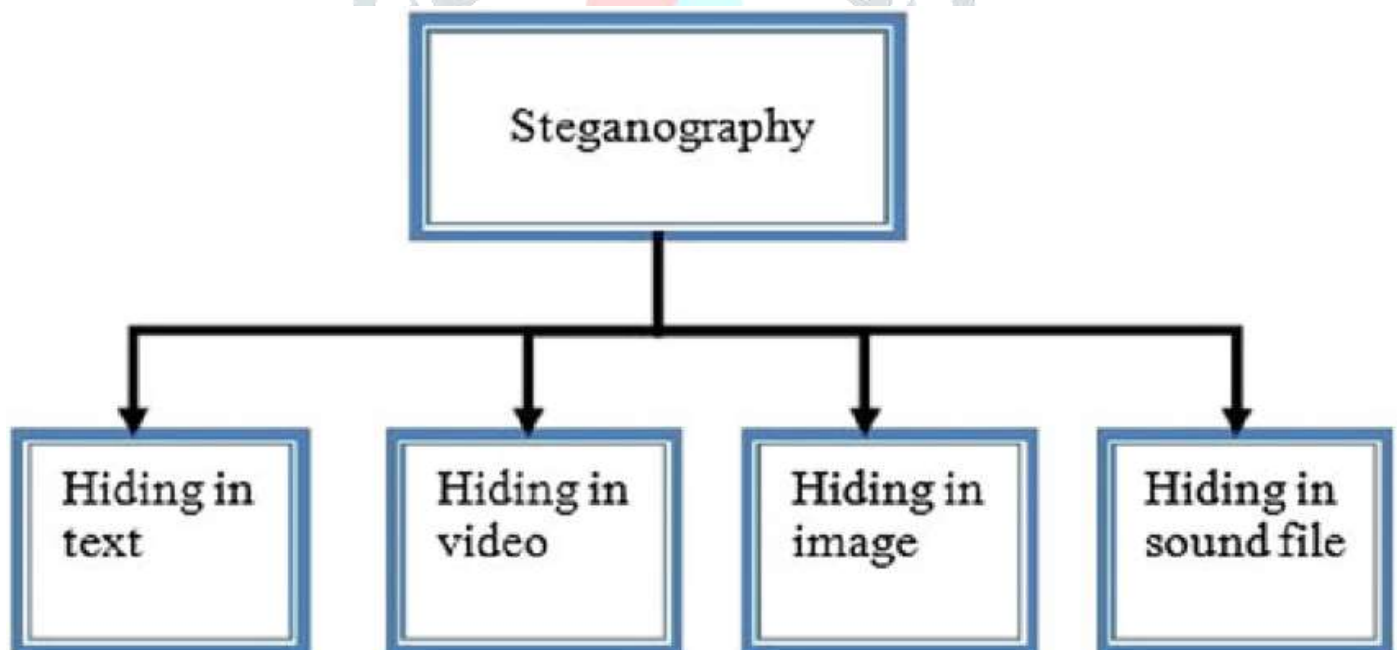 Steganography
Hiding in
text
Hiding in
video
Hiding in
image
Hiding in
sound file